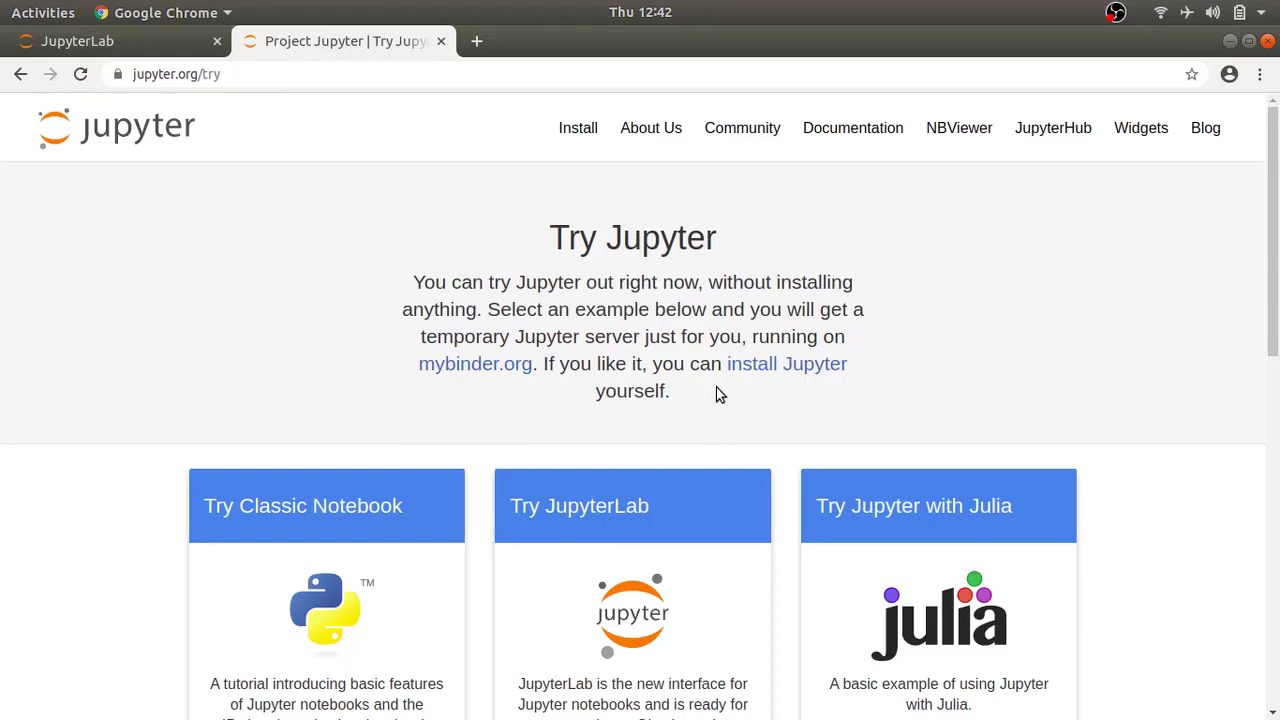 Activities Google Chrome Thu 12:42
JupyterLab Project Jupyter | Try Jupy
jupyter.org/try
jupyter Install About Us Community Documentation NBViewer JupyterHub Widgets Blog
Try Jupyter
You can try Jupyter out right now, without installing
anything. Select an example below and you will get a
temporary Jupyter server just for you, running on
mybinder.org. If you like it, you can install Jupyter
yourself.
Try Classic Notebook
TM
A tutorial introducing basic features
of Jupyter notebooks and the
Try JupyterLab
jupyter
JupyterLab is the new interface for
Jupyter notebooks and is ready for
Try Jupyter with Julia
julia
A basic example of using Jupyter
with Julia.